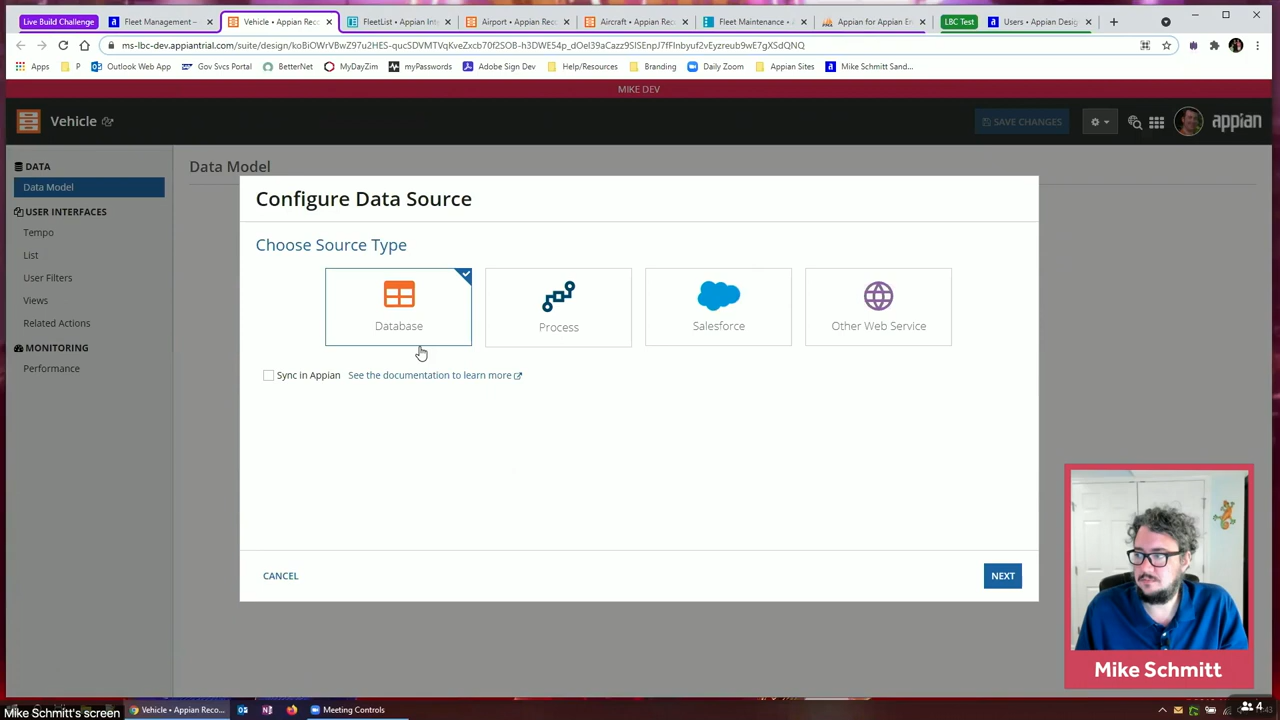 Live Build Challenge
Fleet Management –
Vehicle • Appian Reco
FleetList • Appian Int
Airport • Appian Reco
Aircraft • Appian Rec
Fleet Maintenance •
Appian for Appian En
LBC Test
Users • Appian Desig
Apps
P
Outlook Web App
Gov Svcs Portal
BetterNet
MyDayZim
myPasswords
Adobe Sign Dev
Help/Resources
Branding
Daily Zoom
Appian Sites
Mike Schmitt Sand...
MIKE DEV
Vehicle
SAVE CHANGES
appian
DATA
Data Model
USER INTERFACES
Tempo
List
User Filters
Views
Related Actions
MONITORING
Performance
Data Model
Configure Data Source
Choose Source Type
Database
Process
Salesforce
Other Web Service
Sync in Appian
See the documentation to learn more
CANCEL
NEXT
Mike Schmitt
Mike Schmitt's screen
Vehicle • Appian Reco...
Meeting Controls
4